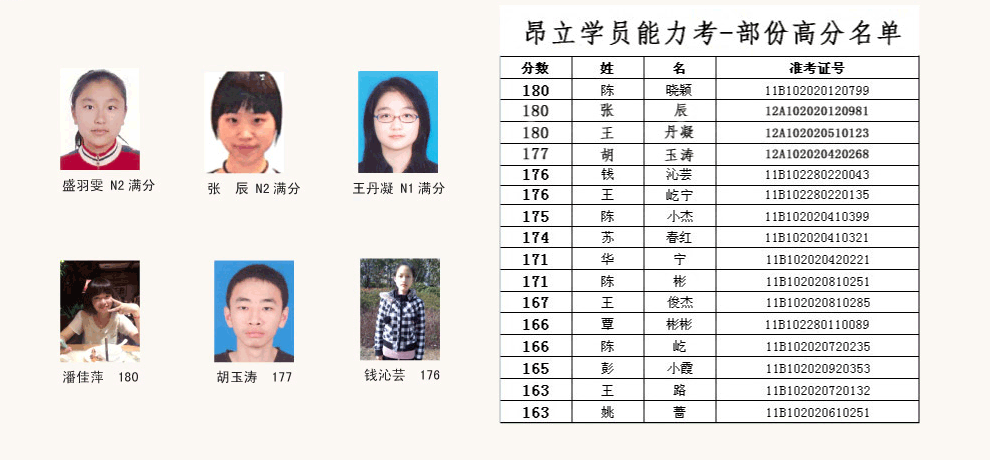 盛羽雯 N2满分
张 辰 N2满分
王丹凝 N1满分
潘佳萍 180
胡玉涛 177
钱沁芸 176
昂立学员能力考-部份高分名单
分数 姓 名 准考证号
180 陈 晓颖 11B102020120799
180 张 辰 12A102020120981
180 王 丹凝 12A102020510123
177 胡 玉涛 12A102020420268
176 钱 沁芸 11B102280220043
176 王 屹宁 11B102280220135
175 陈 小杰 11B102020410399
174 苏 春红 11B102020410321
171 华 宁 11B102020420221
171 陈 彬 11B102020810251
167 王 俊杰 11B102020810285
166 覃 彬彬 11B102280110089
166 陈 屹 11B102020720235
165 彭 小霞 11B102020920353
163 王 路 11B102020720132
163 姚 蔷 11B102020610251